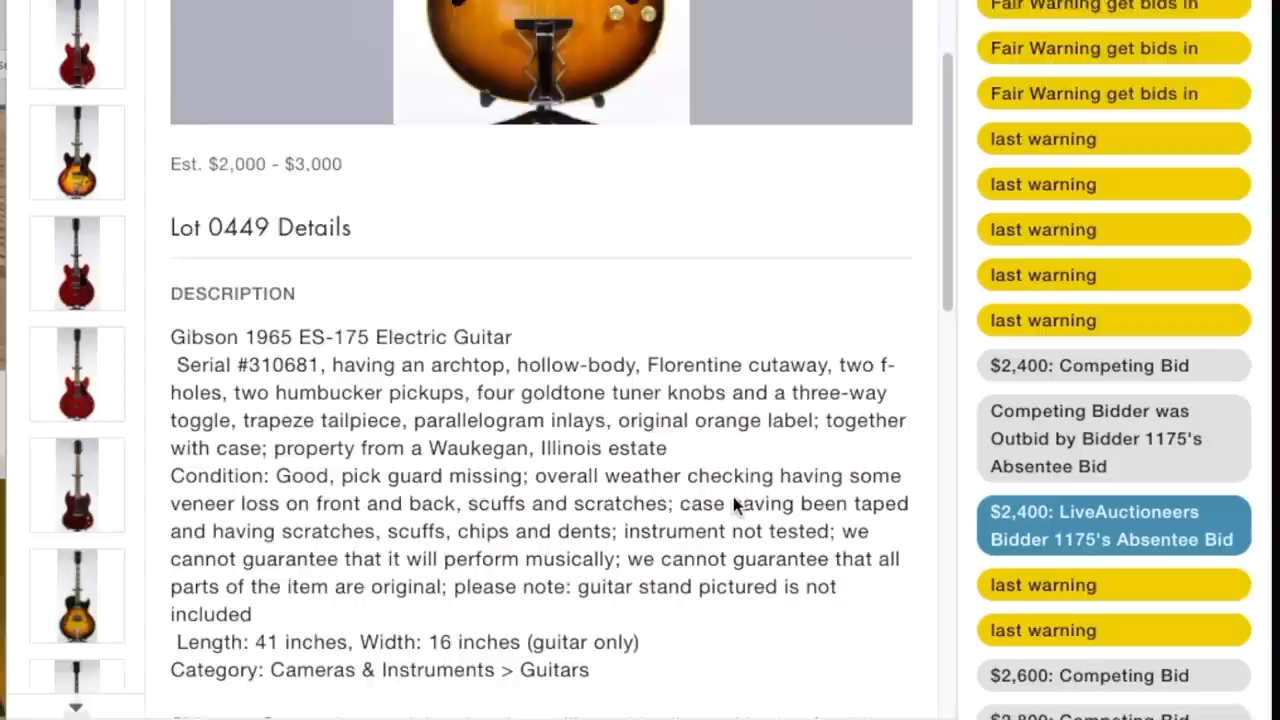 Est. $2,000 - $3,000
Lot 0449 Details
DESCRIPTION
Gibson 1965 ES-175 Electric Guitar
Serial #310681, having an archtop, hollow-body, Florentine cutaway, two f-
holes, two humbucker pickups, four goldtone tuner knobs and a three-way
toggle, trapeze tailpiece, parallelogram inlays, original orange label; together
with case; property from a Waukegan, Illinois estate
Condition: Good, pick guard missing; overall weather checking having some
veneer loss on front and back, scuffs and scratches; case having been taped
and having scratches, scuffs, chips and dents; instrument not tested; we
cannot guarantee that it will perform musically; we cannot guarantee that all
parts of the item are original; please note: guitar stand pictured is not
included
Length: 41 inches, Width: 16 inches (guitar only)
Category: Cameras & Instruments > Guitars
Fair Warning get bids in
Fair Warning get bids in
Fair Warning get bids in
last warning
last warning
last warning
last warning
last warning
$2,400: Competing Bid
Competing Bidder was
Outbid by Bidder 1175's
Absentee Bid
$2,400: LiveAuctioneers
Bidder 1175's Absentee Bid
last warning
last warning
$2,600: Competing Bid
$2,800: Competing Bid